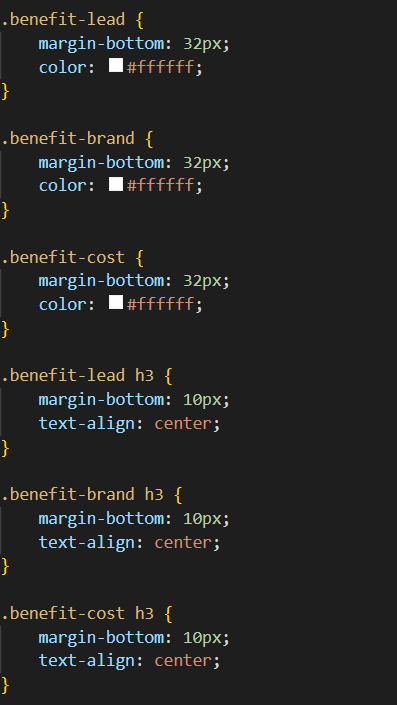 .benefit-lead {
    margin-bottom: 32px;
    color: #ffffff;
}

.benefit-brand {
    margin-bottom: 32px;
    color: #ffffff;
}

.benefit-cost {
    margin-bottom: 32px;
    color: #ffffff;
}

.benefit-lead h3 {
    margin-bottom: 10px;
    text-align: center;
}

.benefit-brand h3 {
    margin-bottom: 10px;
    text-align: center;
}

.benefit-cost h3 {
    margin-bottom: 10px;
    text-align: center;
}